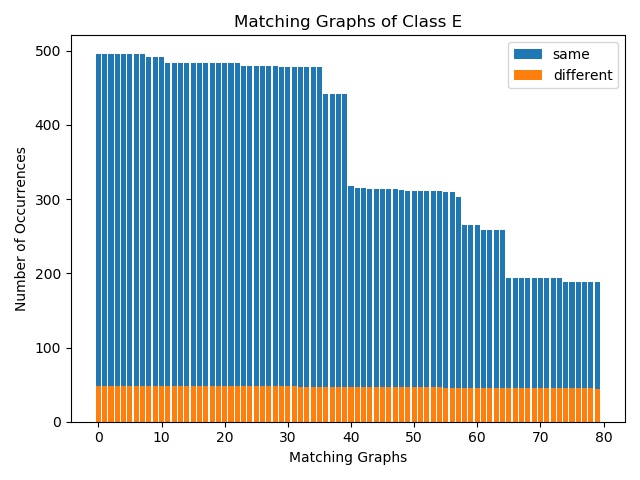 Matching Graphs of Class E
same
different
Number of Occurrences
500
400
300
200
100
0
0 10 20 30 40 50 60 70 80
Matching Graphs